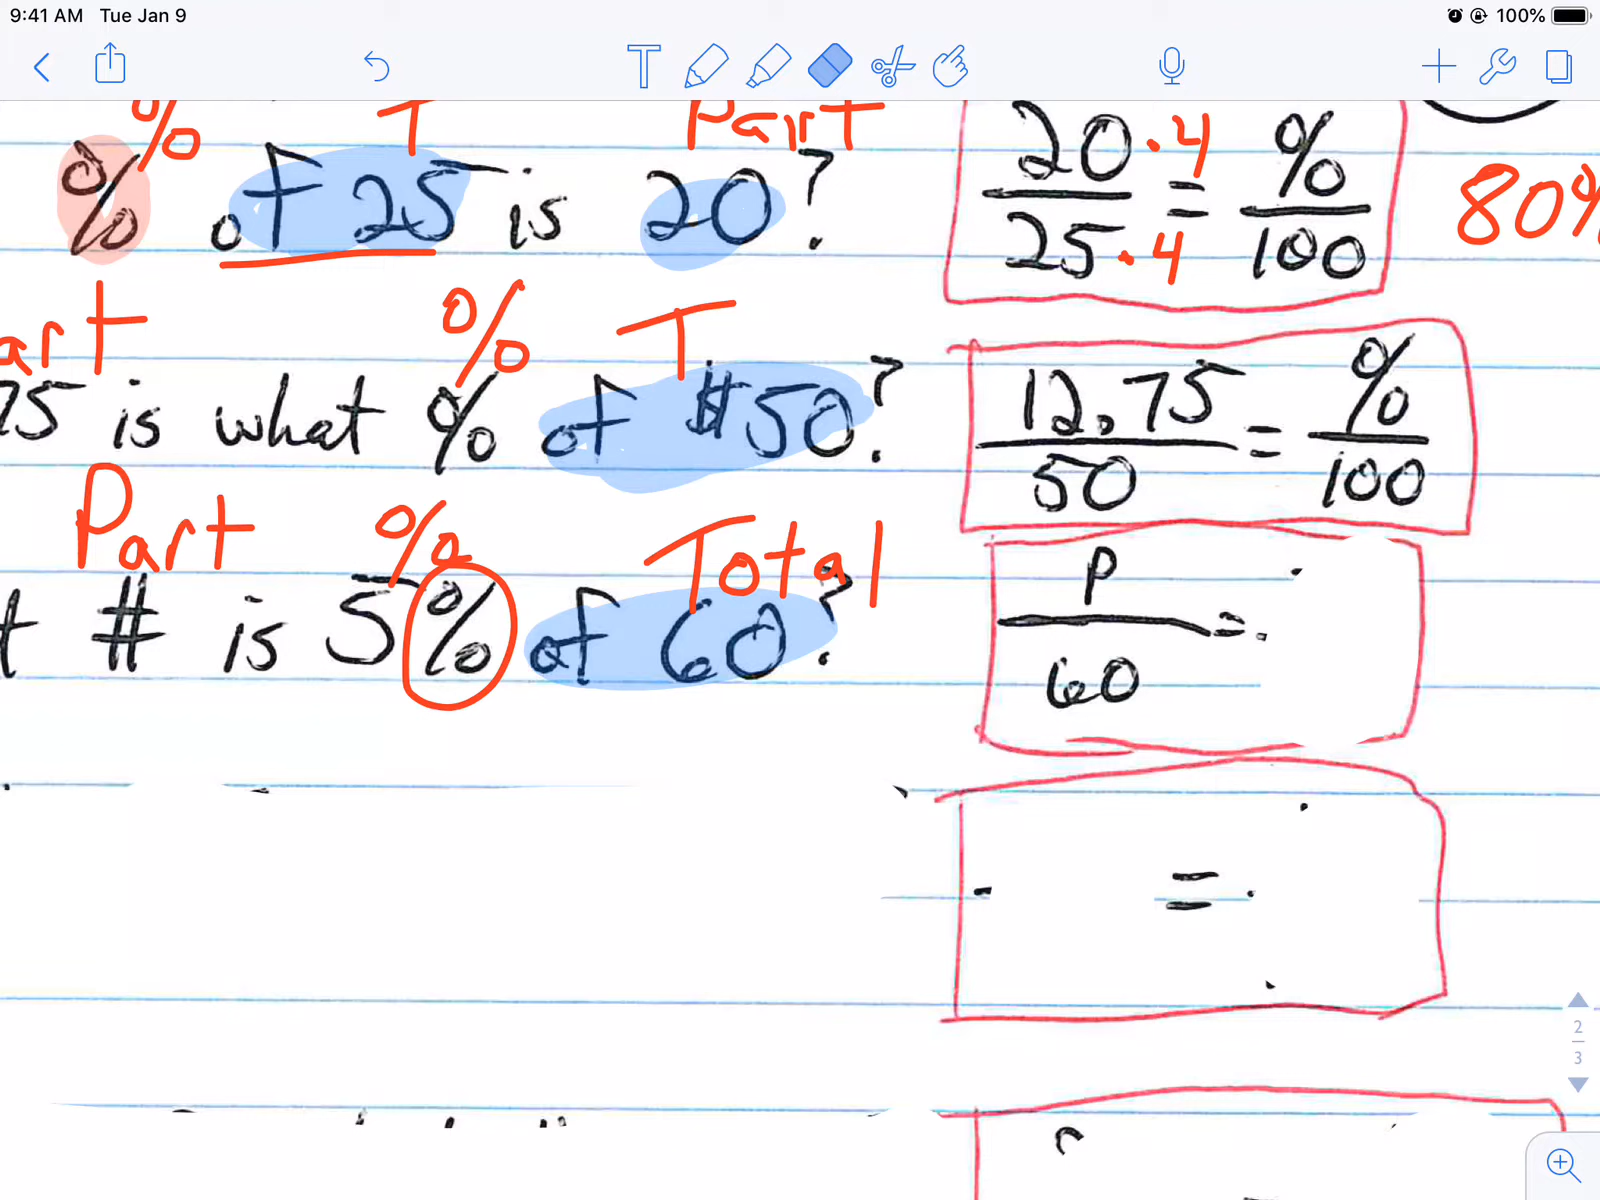 9:41 AM Tue Jan 9
100%
% T Part
% of 25 is 20?
20 · 4 = %
25 · 4 100
80%
art % T
75 is what % of $50?
12.75 = %
50 100
Part % Total
t # is 5% of 60?
P =
60
=
2
3